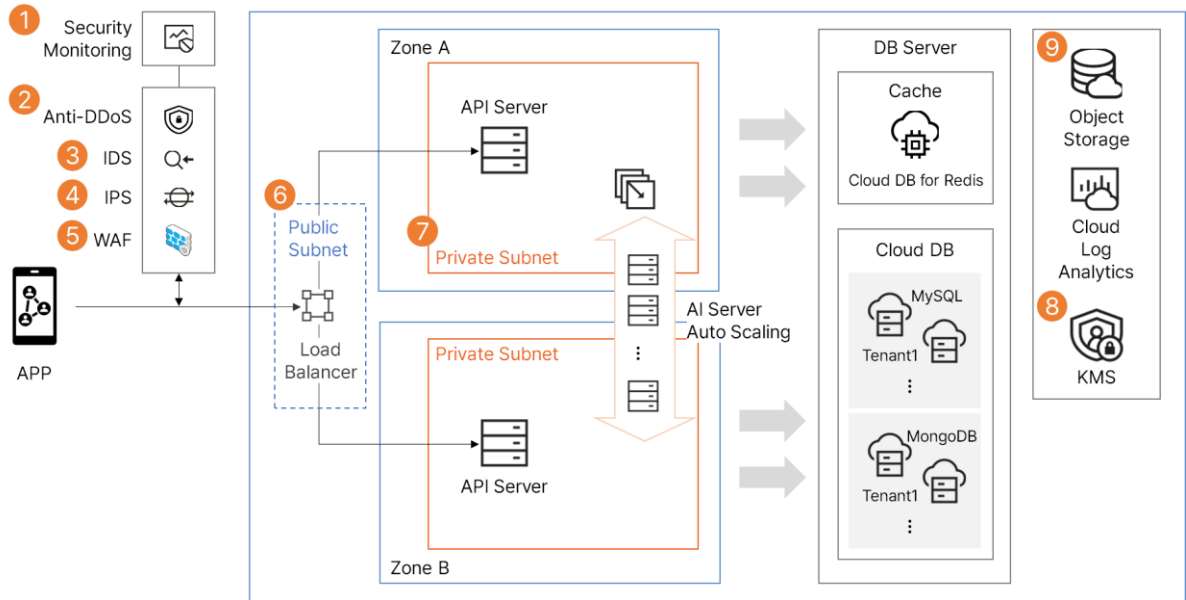 1
Security
Monitoring
2
Anti-DDoS
3
IDS
4
IPS
5
WAF
APP
6
Public
Subnet
Load
Balancer
Zone A
API Server
7
Private Subnet
AI Server
Auto Scaling
Private Subnet
API Server
Zone B
DB Server
Cache
Cloud DB for Redis
Cloud DB
MySQL
Tenant1
⋮
MongoDB
Tenant1
⋮
9
Object
Storage
Cloud
Log
Analytics
8
KMS